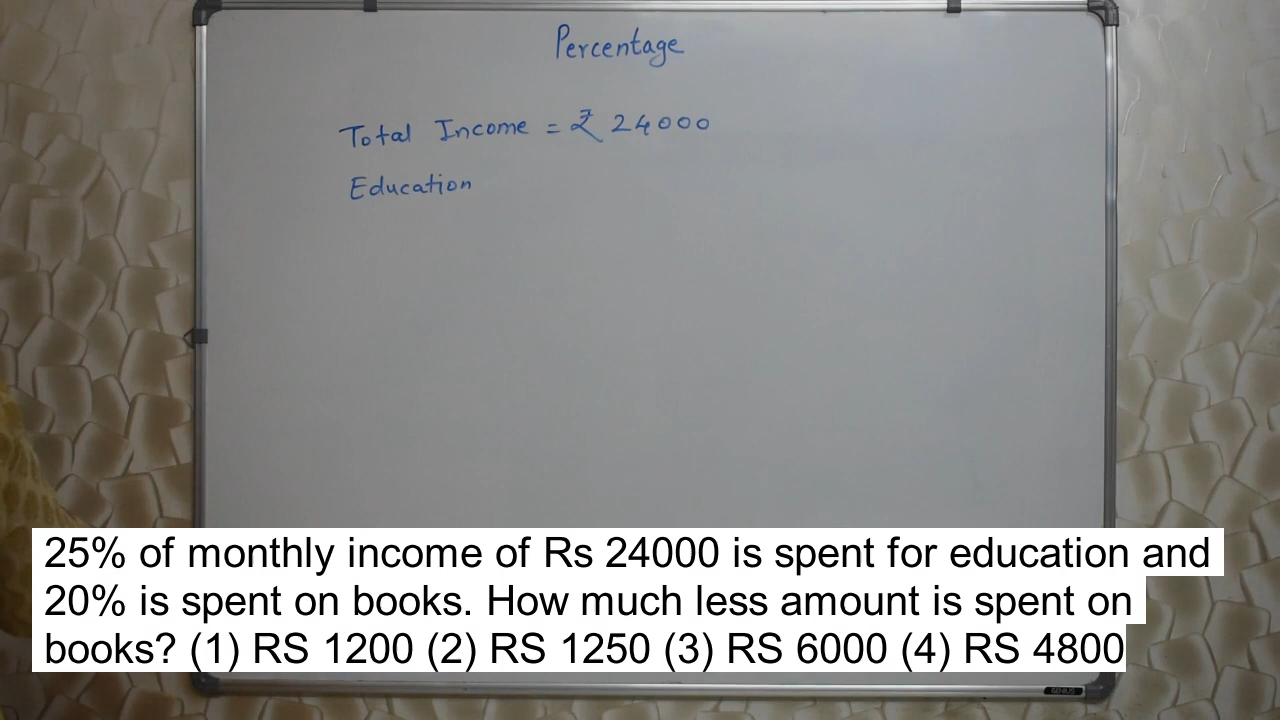 Percentage
Total Income = ₹ 24000
Education
25% of monthly income of Rs 24000 is spent for education and
20% is spent on books. How much less amount is spent on
books? (1) RS 1200 (2) RS 1250 (3) RS 6000 (4) RS 4800
GENIUS